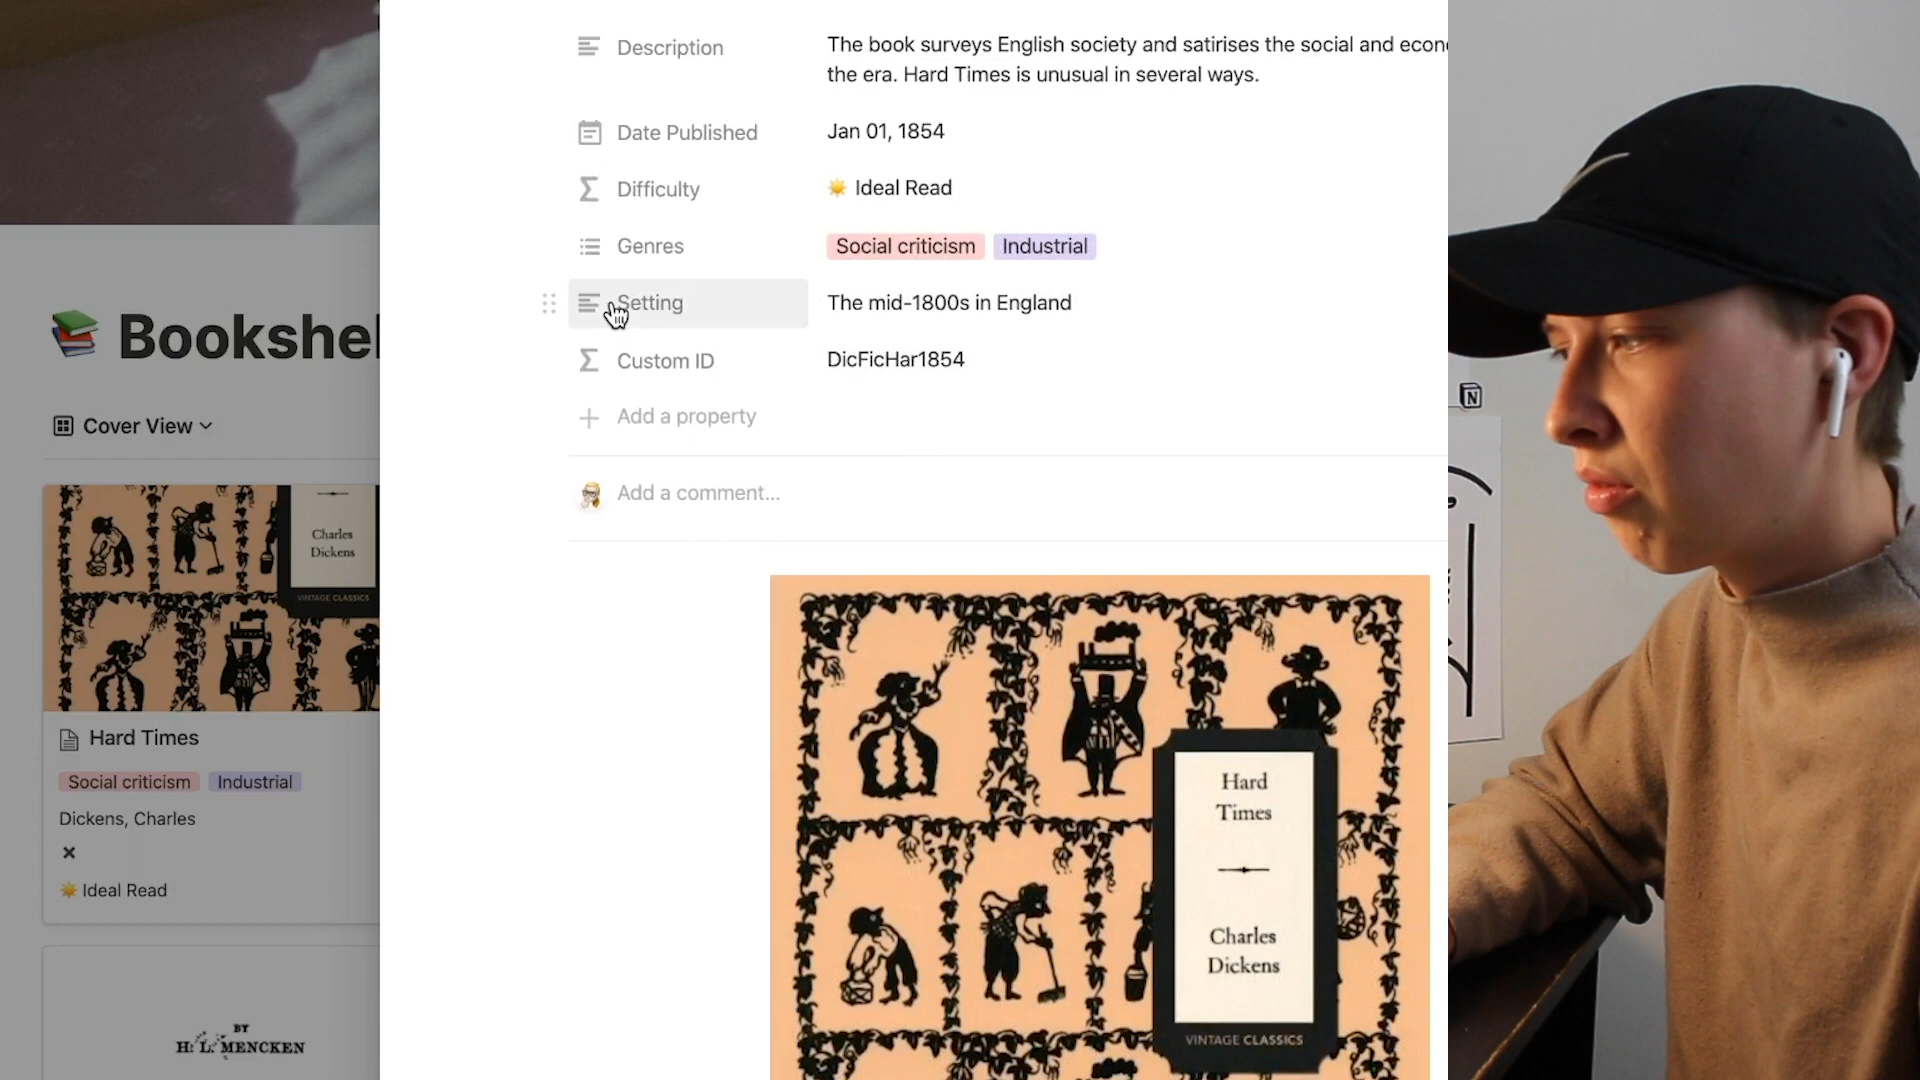 Description
The book surveys English society and satirises the social and econ
the era. Hard Times is unusual in several ways.
Date Published
Jan 01, 1854
Difficulty
Ideal Read
Genres
Social criticism Industrial
Setting
The mid-1800s in England
Custom ID
DicFicHar1854
Add a property
Add a comment...
Hard
Times
Charles
Dickens
VINTAGE CLASSICS
Bookshel
Cover View
Charles
Dickens
VINTAGE CLASSICS
Hard Times
Social criticism Industrial
Dickens, Charles
Ideal Read
BY
H. L. MENCKEN
N